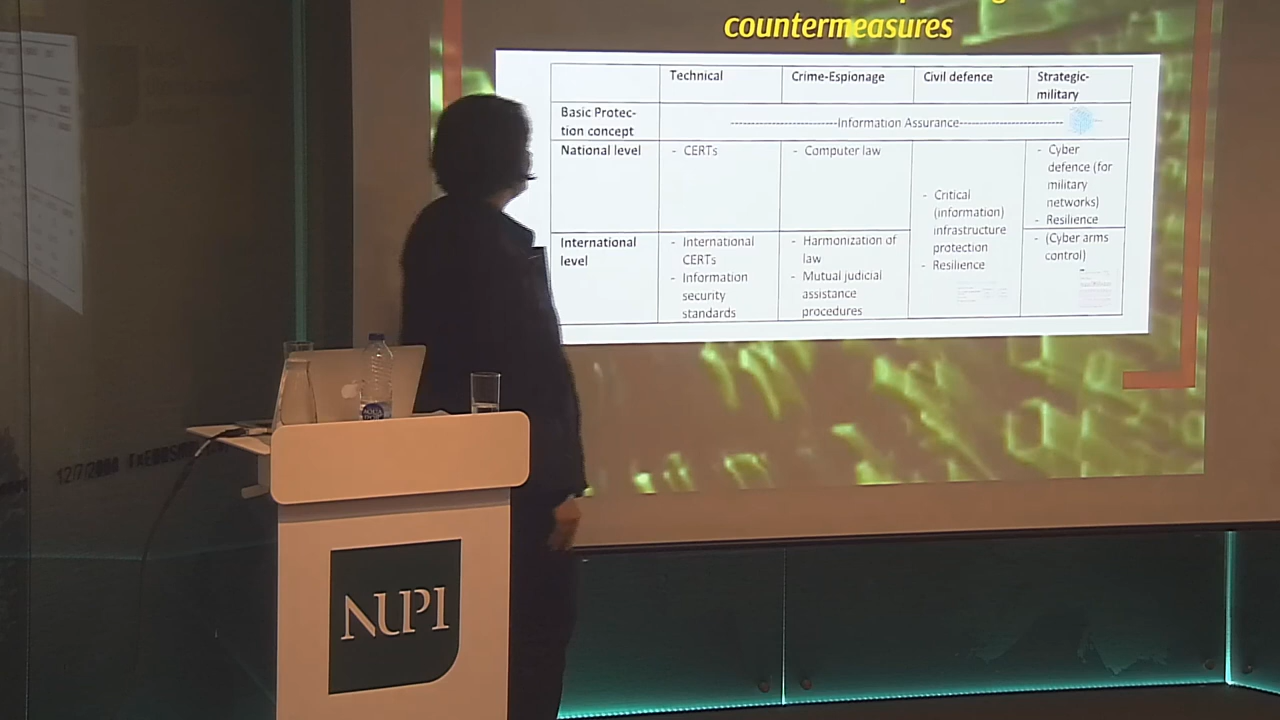 countermeasures
Technical
Crime-Espionage
Civil defence
Strategic-
military
Basic Protec-
tion concept
------------------------Information Assurance-----------------------
National level
- CERTs
- Computer law
- Critical
(information)
infrastructure
protection
- Resilience
- Cyber
defence (for
military
networks)
- Resilience
International
level
- International
CERTs
- Information
security
standards
- Harmonization of
law
- Mutual judicial
assistance
procedures
- (Cyber arms
control)
NUPI